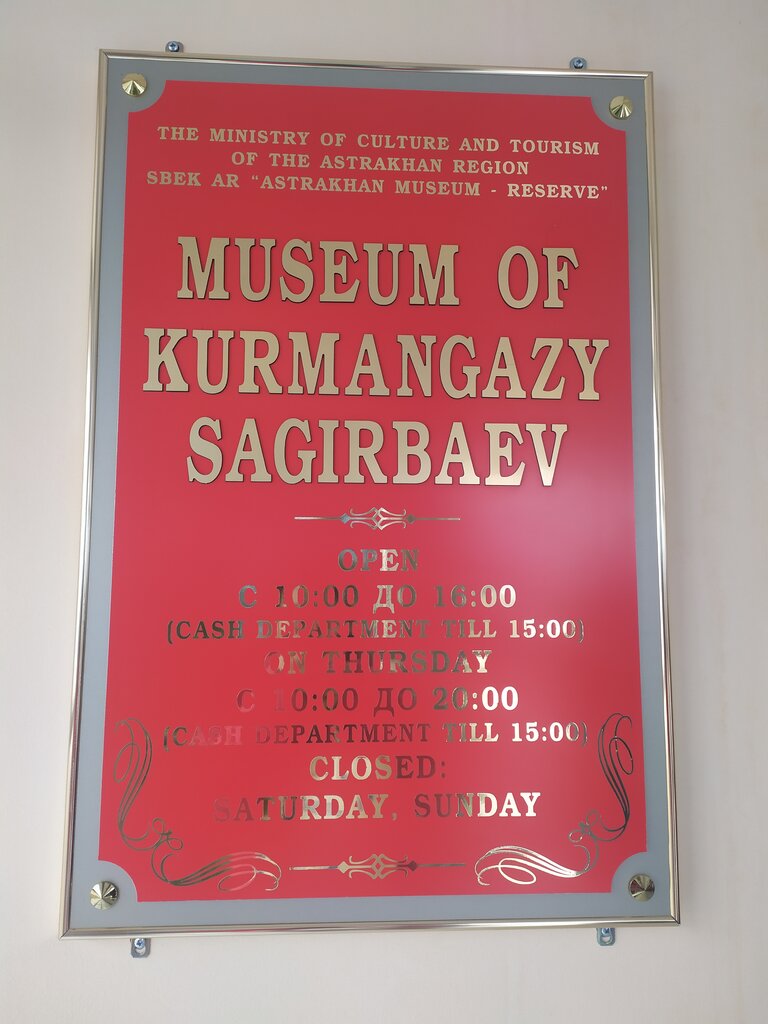 THE MINISTRY OF CULTURE AND TOURISM
OF THE ASTRAKHAN REGION
SBEK AR “ASTRAKHAN MUSEUM - RESERVE”
MUSEUM OF
KURMANGAZY
SAGIRBAEV
OPEN
С 10:00 ДО 16:00
(CASH DEPARTMENT TILL 15:00)
ON THURSDAY
С 10:00 ДО 20:00
(CASH DEPARTMENT TILL 15:00)
CLOSED:
SATURDAY, SUNDAY